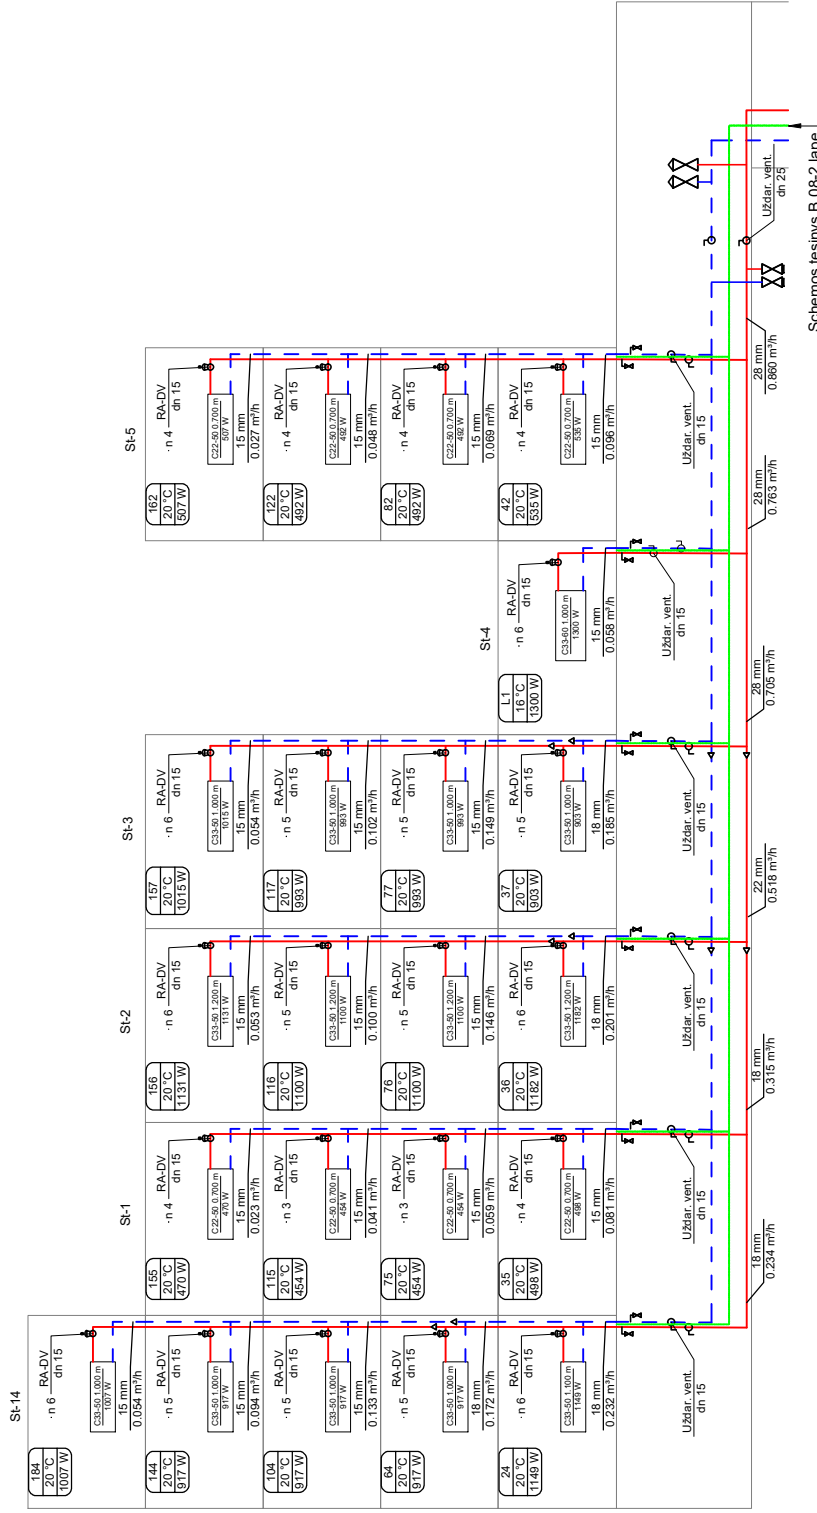 St-14
184
20 °C
1007 W
n 6
RA-DV
dn 15
C33-50 1.000 m
1007 W
15 mm
0.054 m³/h
144
20 °C
917 W
n 5
RA-DV
dn 15
C33-50 1.000 m
917 W
15 mm
0.094 m³/h
104
20 °C
917 W
n 5
RA-DV
dn 15
C33-50 1.000 m
917 W
15 mm
0.133 m³/h
64
20 °C
917 W
n 5
RA-DV
dn 15
C33-50 1.000 m
917 W
18 mm
0.172 m³/h
24
20 °C
1149 W
n 6
RA-DV
dn 15
C33-50 1.100 m
1149 W
18 mm
0.232 m³/h
Uždar. vent.
dn 15
St-1
155
20 °C
470 W
n 4
RA-DV
dn 15
C22-50 0.700 m
470 W
15 mm
0.023 m³/h
115
20 °C
454 W
n 3
RA-DV
dn 15
C22-50 0.700 m
454 W
15 mm
0.041 m³/h
75
20 °C
454 W
n 3
RA-DV
dn 15
C22-50 0.700 m
454 W
15 mm
0.059 m³/h
35
20 °C
498 W
n 4
RA-DV
dn 15
C22-50 0.700 m
498 W
15 mm
0.081 m³/h
Uždar. vent.
dn 15
18 mm
0.234 m³/h
St-2
156
20 °C
1131 W
n 6
RA-DV
dn 15
C33-50 1.200 m
1131 W
15 mm
0.053 m³/h
116
20 °C
1100 W
n 5
RA-DV
dn 15
C33-50 1.200 m
1100 W
15 mm
0.100 m³/h
76
20 °C
1100 W
n 5
RA-DV
dn 15
C33-50 1.200 m
1100 W
15 mm
0.146 m³/h
36
20 °C
1182 W
n 6
RA-DV
dn 15
C33-50 1.200 m
1182 W
18 mm
0.201 m³/h
Uždar. vent.
dn 15
18 mm
0.315 m³/h
St-3
157
20 °C
1015 W
n 6
RA-DV
dn 15
C33-50 1.000 m
1015 W
15 mm
0.054 m³/h
117
20 °C
993 W
n 5
RA-DV
dn 15
C33-50 1.000 m
993 W
15 mm
0.102 m³/h
77
20 °C
993 W
n 5
RA-DV
dn 15
C33-50 1.000 m
993 W
15 mm
0.149 m³/h
37
20 °C
903 W
n 5
RA-DV
dn 15
C33-50 1.000 m
903 W
18 mm
0.185 m³/h
Uždar. vent.
dn 15
22 mm
0.518 m³/h
St-4
L1
16 °C
1300 W
n 6
RA-DV
dn 15
C33-60 1.000 m
1300 W
15 mm
0.058 m³/h
Uždar. vent.
dn 15
28 mm
0.705 m³/h
St-5
162
20 °C
507 W
n 4
RA-DV
dn 15
C22-50 0.700 m
507 W
15 mm
0.027 m³/h
122
20 °C
492 W
n 4
RA-DV
dn 15
C22-50 0.700 m
492 W
15 mm
0.048 m³/h
82
20 °C
492 W
n 4
RA-DV
dn 15
C22-50 0.700 m
492 W
15 mm
0.069 m³/h
42
20 °C
535 W
n 4
RA-DV
dn 15
C22-50 0.700 m
535 W
15 mm
0.096 m³/h
Uždar. vent.
dn 15
28 mm
0.763 m³/h
28 mm
0.860 m³/h
Uždar. vent.
dn 25
Schemos tęsinys B.08-2 lape